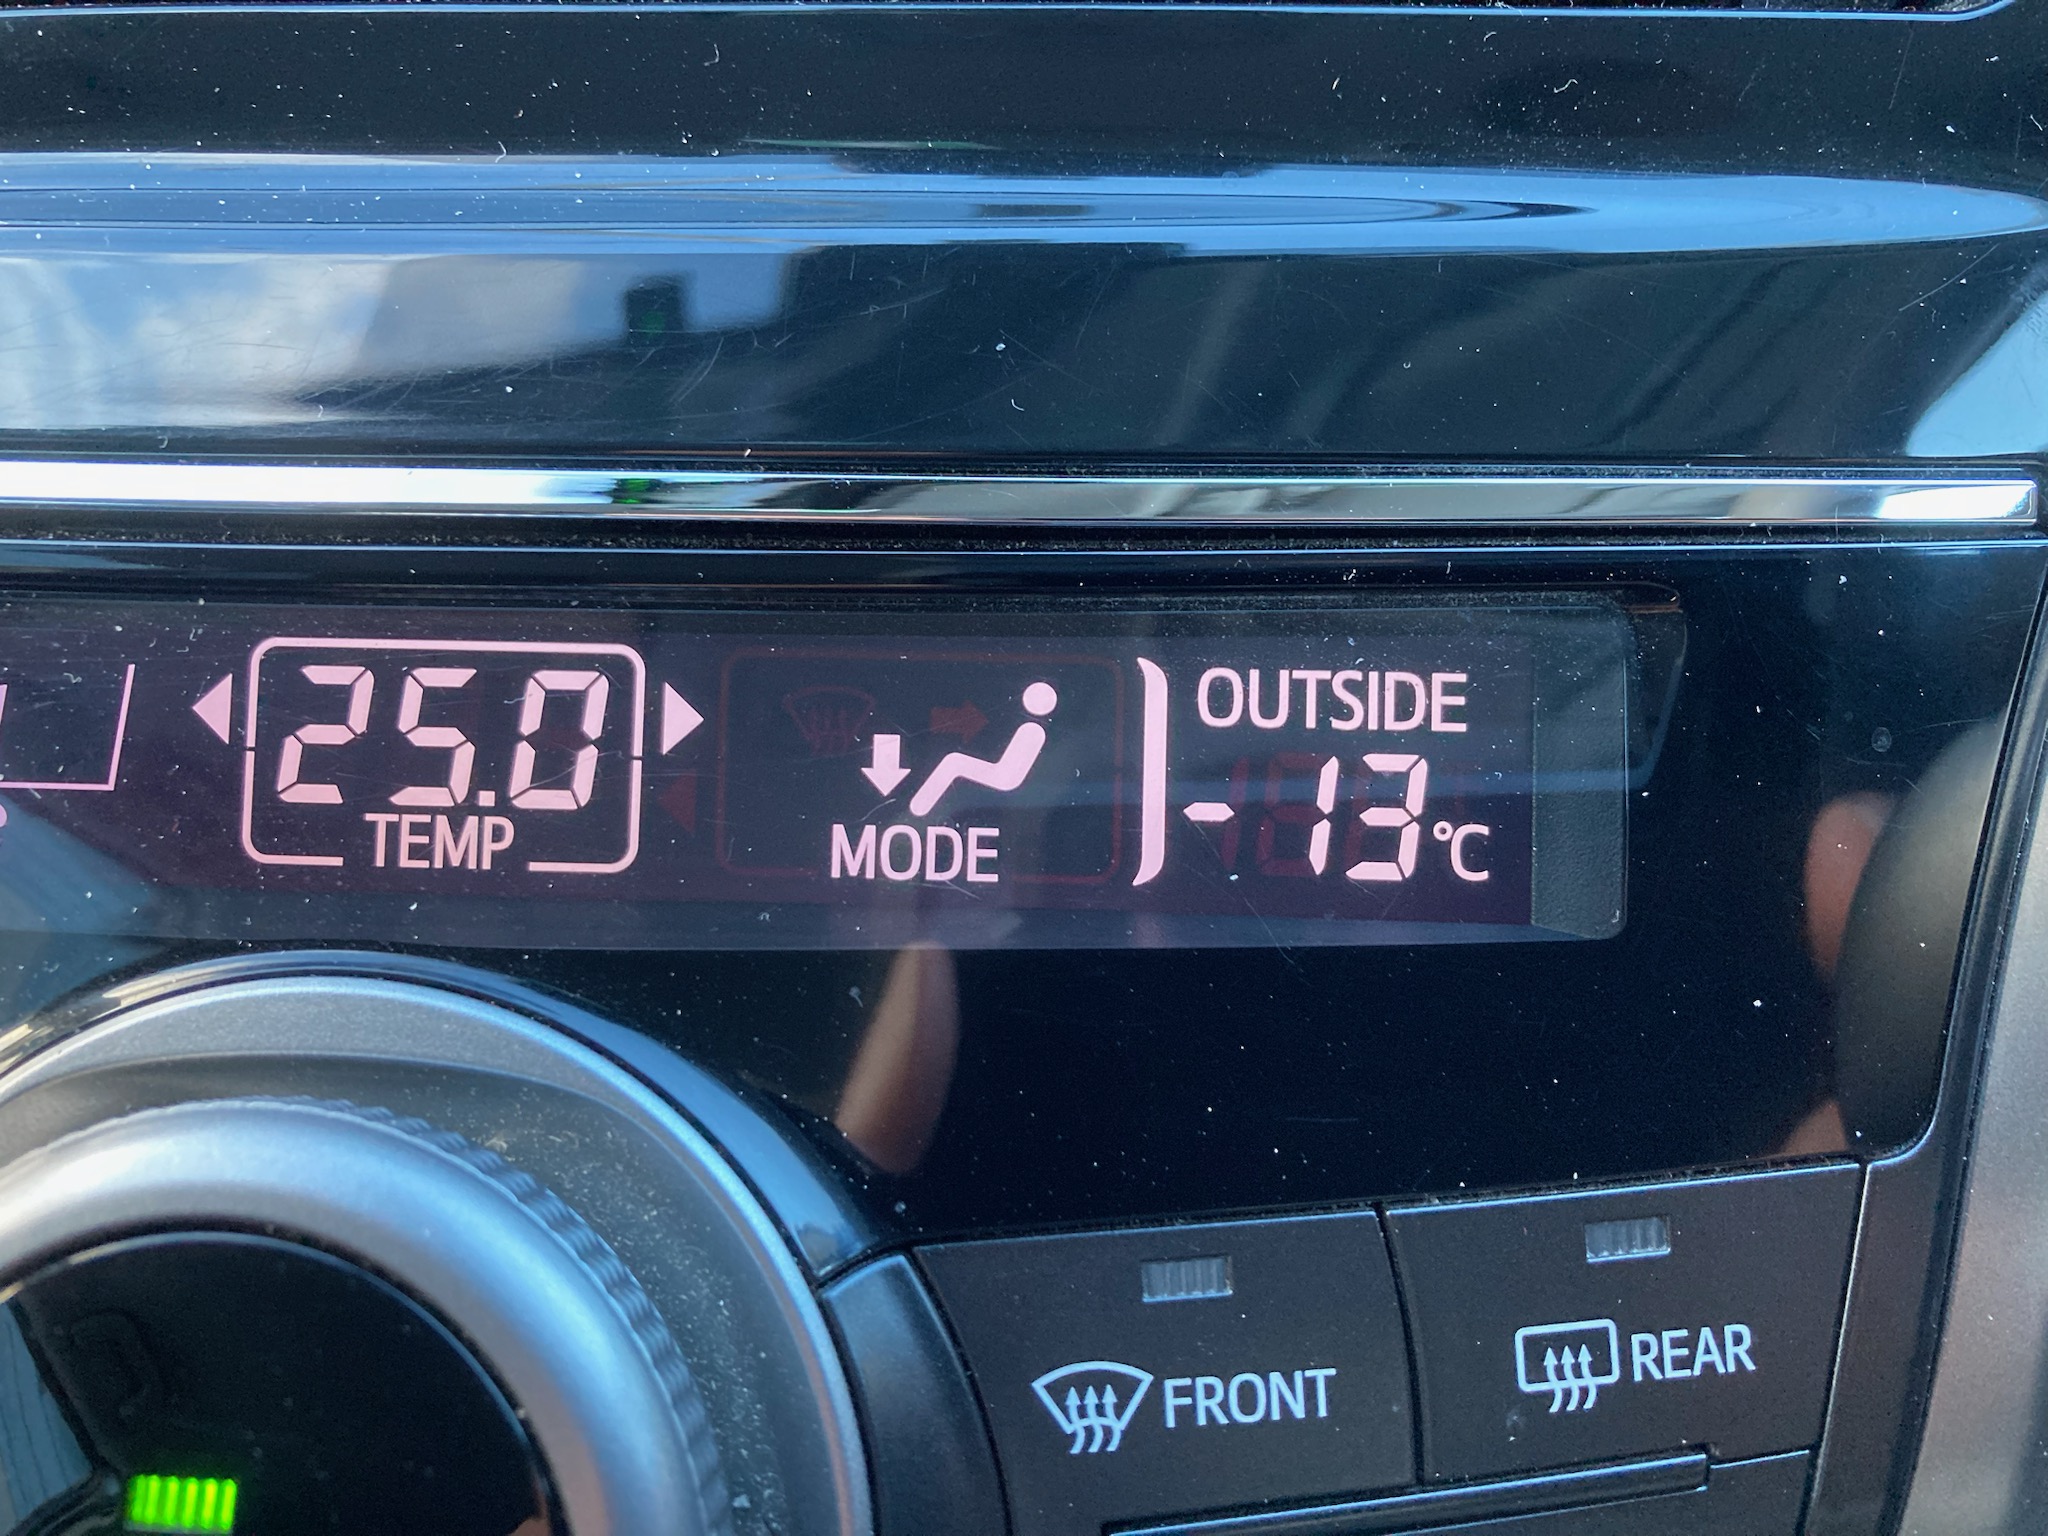 25.0
TEMP
MODE
OUTSIDE
-13°C
FRONT
REAR